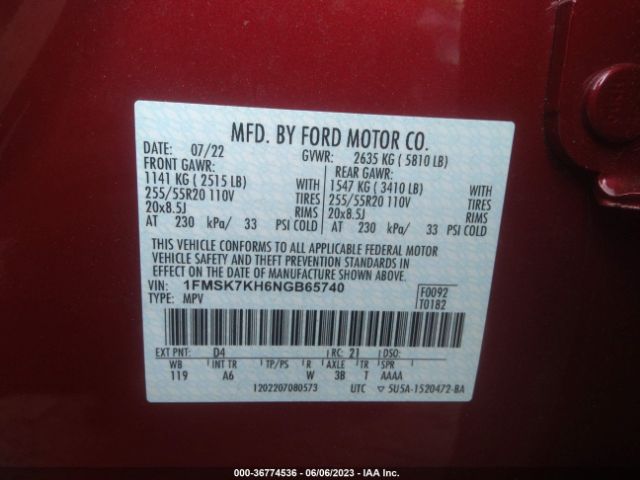 MFD. BY FORD MOTOR CO.
DATE: 07/22 GVWR: 2635 KG ( 5810 LB)
FRONT GAWR: REAR GAWR:
1141 KG ( 2515 LB) WITH 1547 KG ( 3410 LB) WITH
255/55R20 110V TIRES 255/55R20 110V TIRES
20x8.5J RIMS 20x8.5J RIMS
AT 230 kPa/ 33 PSI COLD AT 230 kPa/ 33 PSI COLD
THIS VEHICLE CONFORMS TO ALL APPLICABLE FEDERAL MOTOR
VEHICLE SAFETY AND THEFT PREVENTION STANDARDS IN
EFFECT ON THE DATE OF MANUFACTURE SHOWN ABOVE.
VIN: 1FMSK7KH6NGB65740 F0092
TYPE: MPV T0182
EXT PNT: D4 RC: 21 DSO:
WB INT TR TP/PS R AXLE TR SPR
119 A6 W 3B T AAAA
1202207080573 UTC ▽ 5U5A-1520472-BA
000-36774536 - 06/06/2023 - IAA Inc.